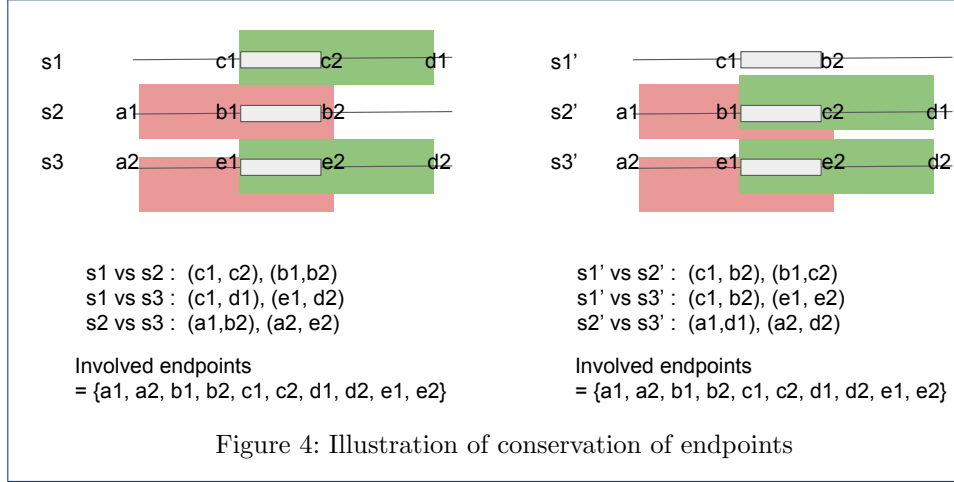 s1 c1 c2 d1
s2 a1 b1 b2
s3 a2 e1 e2 d2
s1 vs s2 : (c1, c2), (b1,b2)
s1 vs s3 : (c1, d1), (e1, d2)
s2 vs s3 : (a1,b2), (a2, e2)
Involved endpoints
= {a1, a2, b1, b2, c1, c2, d1, d2, e1, e2}
s1' c1 b2
s2' a1 b1 c2 d1
s3' a2 e1 e2 d2
s1' vs s2' : (c1, b2), (b1,c2)
s1' vs s3' : (c1, b2), (e1, e2)
s2' vs s3' : (a1,d1), (a2, d2)
Involved endpoints
= {a1, a2, b1, b2, c1, c2, d1, d2, e1, e2}
Figure 4: Illustration of conservation of endpoints